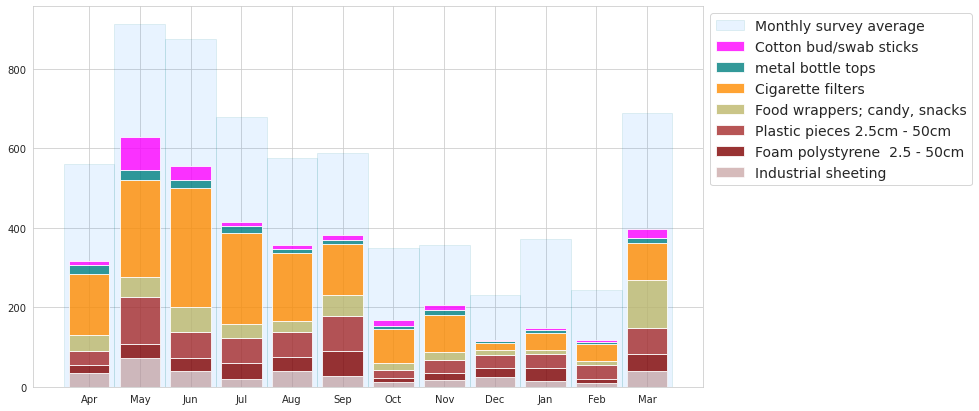 800
600
400
200
0
Apr May Jun Jul Aug Sep Oct Nov Dec Jan Feb Mar
Monthly survey average
Cotton bud/swab sticks
metal bottle tops
Cigarette filters
Food wrappers; candy, snacks
Plastic pieces 2.5cm - 50cm
Foam polystyrene  2.5 - 50cm
Industrial sheeting